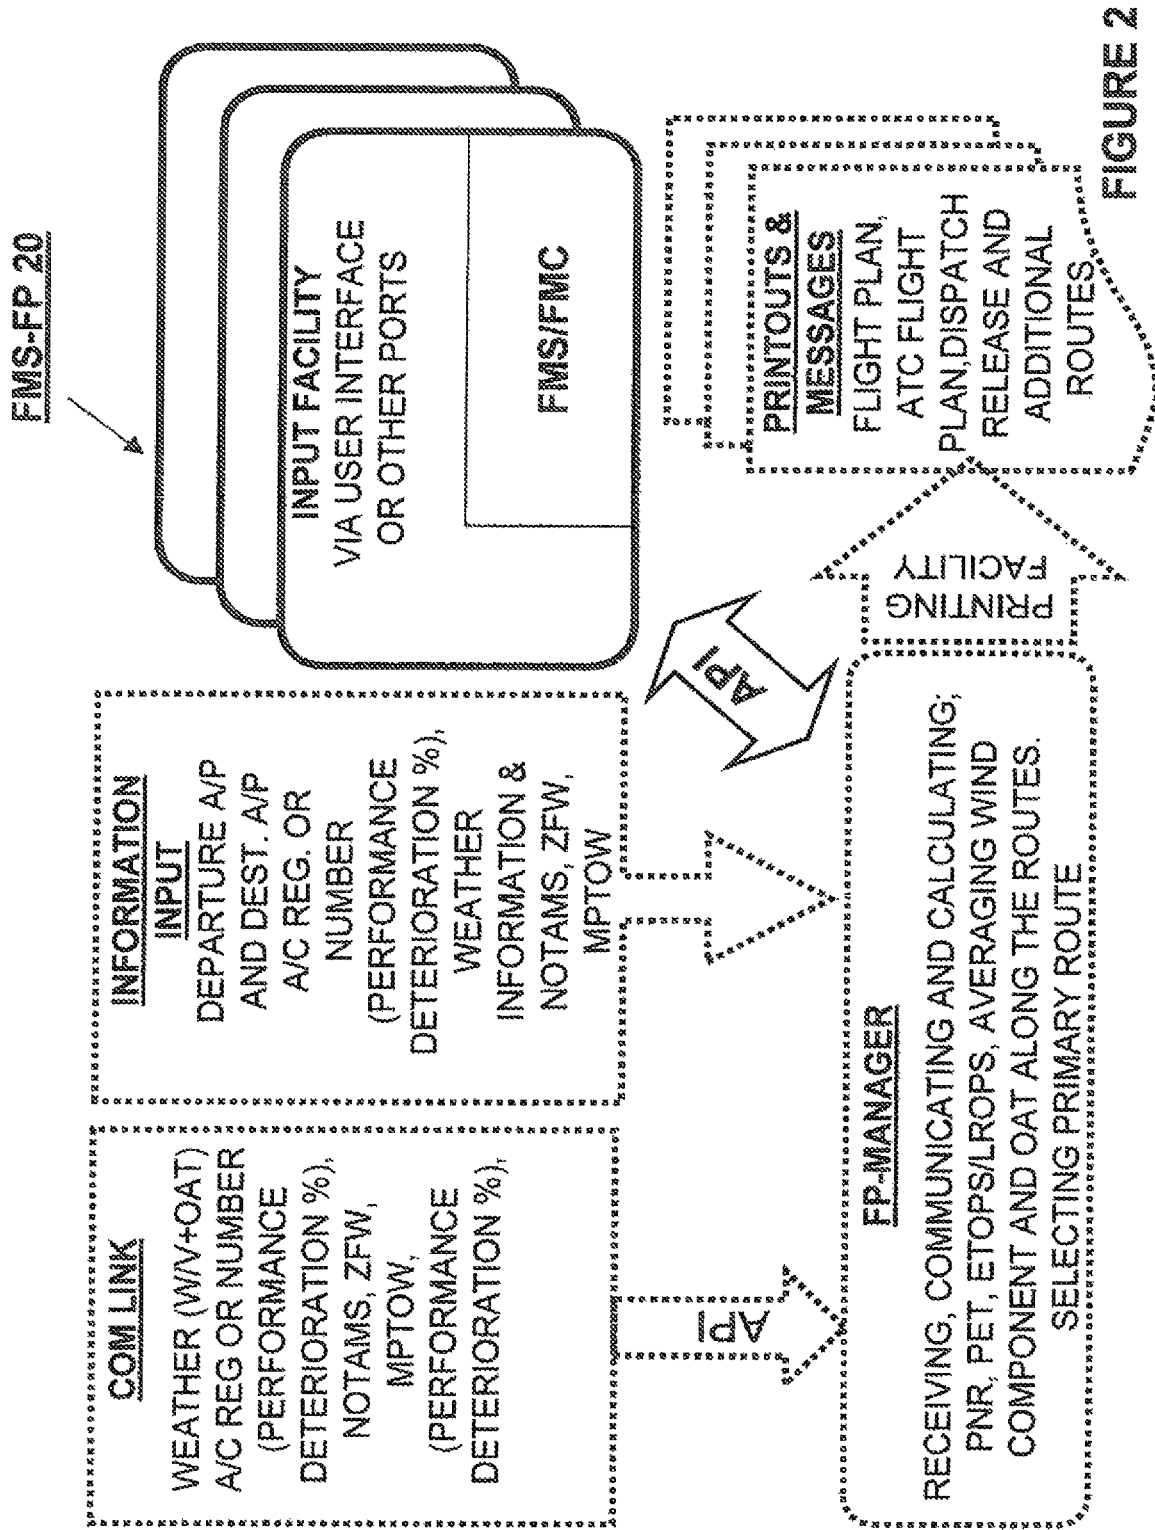 FMS-FP 20
COM LINK
WEATHER (W/V+OAT)
A/C REG OR NUMBER
(PERFORMANCE
DETERIORATION %),
NOTAMS, ZFW,
MPTOW,
(PERFORMANCE
DETERIORATION %),
INFORMATION
INPUT
DEPARTURE A/P
AND DEST. A/P
A/C REG. OR
NUMBER
(PERFORMANCE
DETERIORATION %),
WEATHER
INFORMATION &
NOTAMS, ZFW,
MPTOW
INPUT FACILITY
VIA USER INTERFACE
OR OTHER PORTS
FMS/FMC
API
API
FP-MANAGER
RECEIVING, COMMUNICATING AND CALCULATING;
PNR, PET, ETOPS/LROPS, AVERAGING WIND
COMPONENT AND OAT ALONG THE ROUTES.
SELECTING PRIMARY ROUTE
PRINTING
FACILITY
PRINTOUTS &
MESSAGES
FLIGHT PLAN,
ATC FLIGHT
PLAN,DISPATCH
RELEASE AND
ADDITIONAL
ROUTES.
FIGURE 2